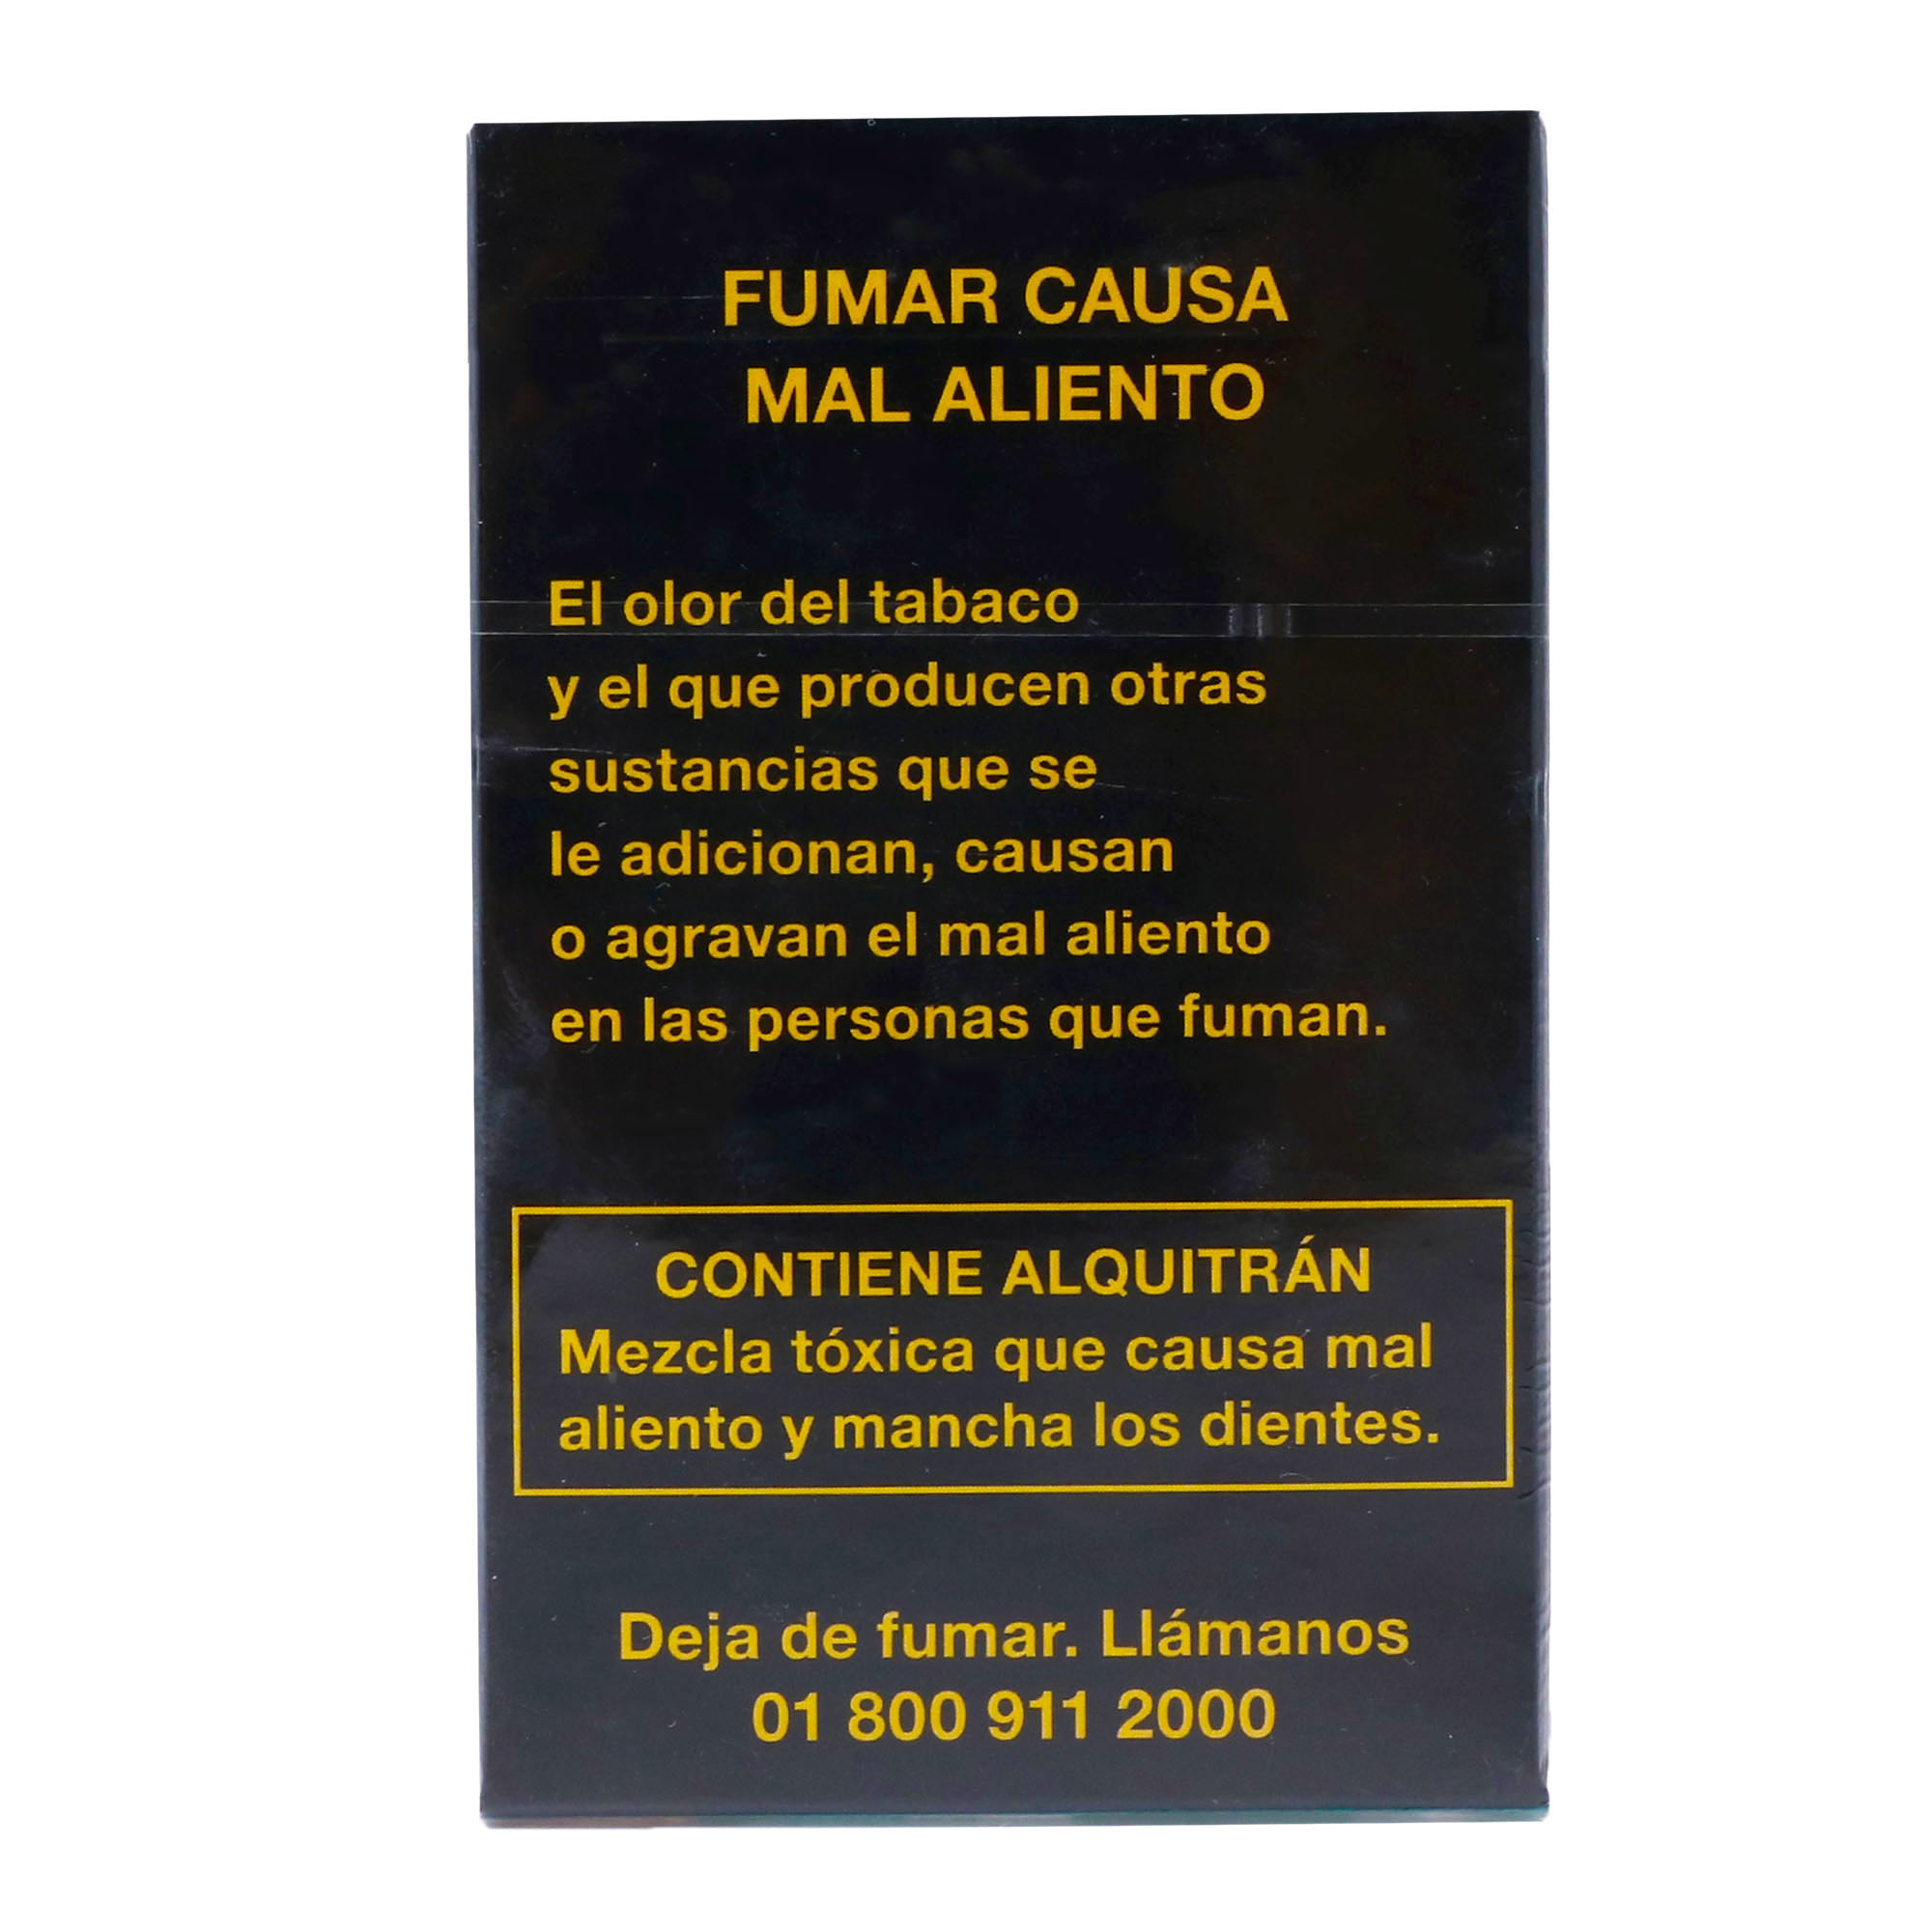 FUMAR CAUSA
MAL ALIENTO
El olor del tabaco
y el que producen otras
sustancias que se
le adicionan, causan
o agravan el mal aliento
en las personas que fuman.
CONTIENE ALQUITRÁN
Mezcla tóxica que causa mal
aliento y mancha los dientes.
Deja de fumar. Llámanos
01 800 911 2000